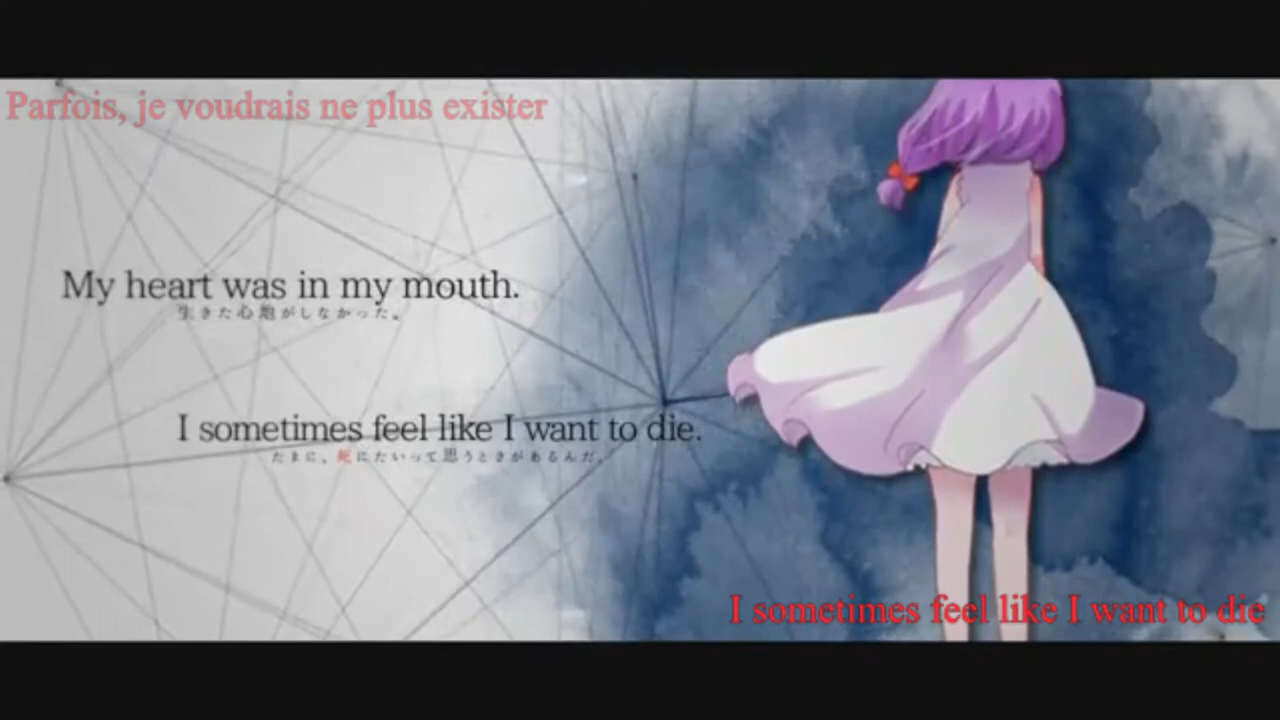 Parfois, je voudrais ne plus exister
My heart was in my mouth.
生きた心地がしなかった。
I sometimes feel like I want to die.
たまに、死にたいって思うときがあるんだ。
I sometimes feel like I want to die